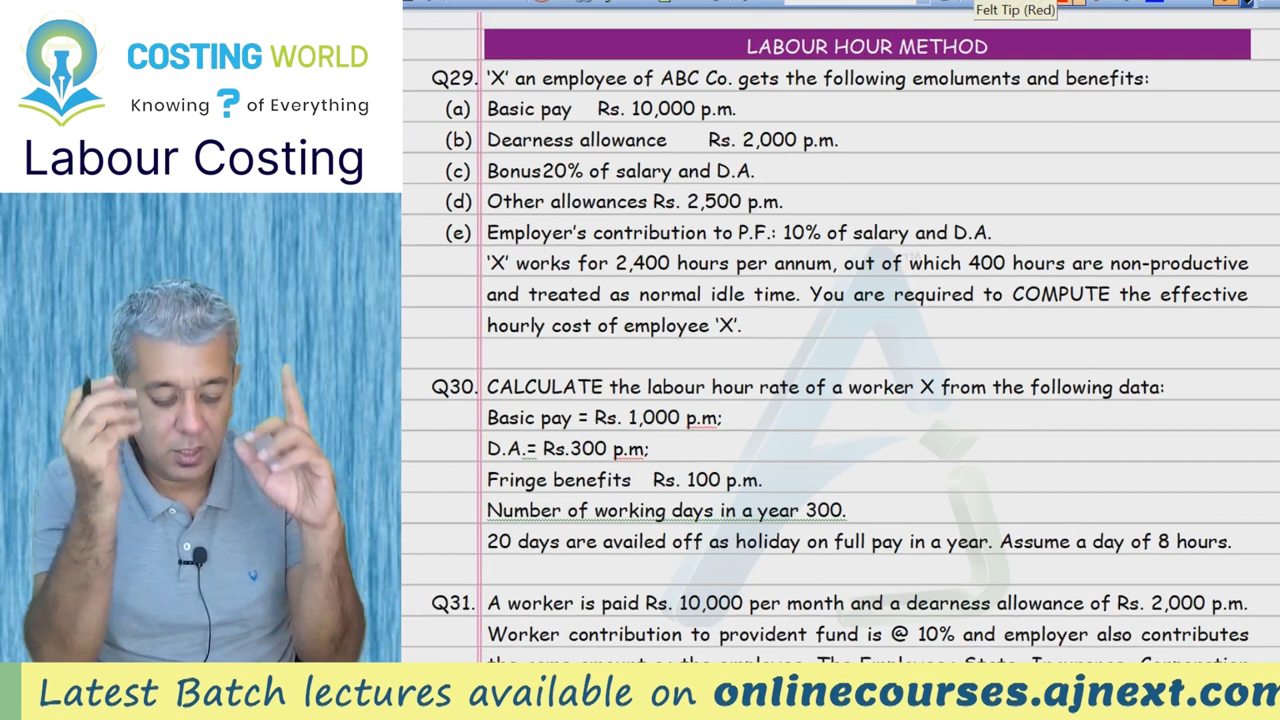 Felt Tip (Red)
COSTING WORLD
Knowing ? of Everything
Labour Costing
LABOUR HOUR METHOD
Q29. ‘X’ an employee of ABC Co. gets the following emoluments and benefits:
(a) Basic pay Rs. 10,000 p.m.
(b) Dearness allowance Rs. 2,000 p.m.
(c) Bonus20% of salary and D.A.
(d) Other allowances Rs. 2,500 p.m.
(e) Employer’s contribution to P.F.: 10% of salary and D.A.
‘X’ works for 2,400 hours per annum, out of which 400 hours are non-productive
and treated as normal idle time. You are required to COMPUTE the effective
hourly cost of employee ‘X’.
Q30. CALCULATE the labour hour rate of a worker X from the following data:
Basic pay = Rs. 1,000 p.m;
D.A.= Rs.300 p.m;
Fringe benefits Rs. 100 p.m.
Number of working days in a year 300.
20 days are availed off as holiday on full pay in a year. Assume a day of 8 hours.
Q31. A worker is paid Rs. 10,000 per month and a dearness allowance of Rs. 2,000 p.m.
Worker contribution to provident fund is @ 10% and employer also contributes
Latest Batch lectures available on onlinecourses.ajnext.com